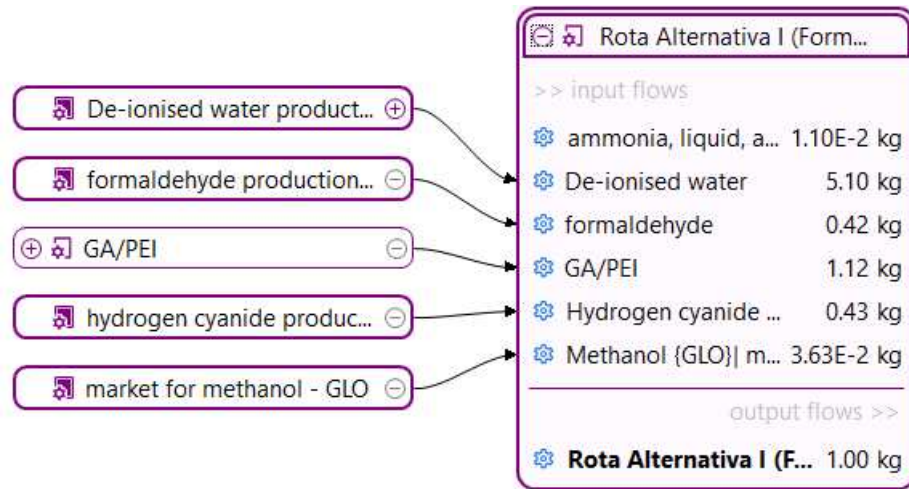 De-ionised water product...
formaldehyde production...
GA/PEI
hydrogen cyanide produc...
market for methanol - GLO
Rota Alternativa I (Form...
>> input flows
ammonia, liquid, a... 1.10E-2 kg
De-ionised water 5.10 kg
formaldehyde 0.42 kg
GA/PEI 1.12 kg
Hydrogen cyanide ... 0.43 kg
Methanol {GLO}| m... 3.63E-2 kg
output flows >>
Rota Alternativa I (F... 1.00 kg